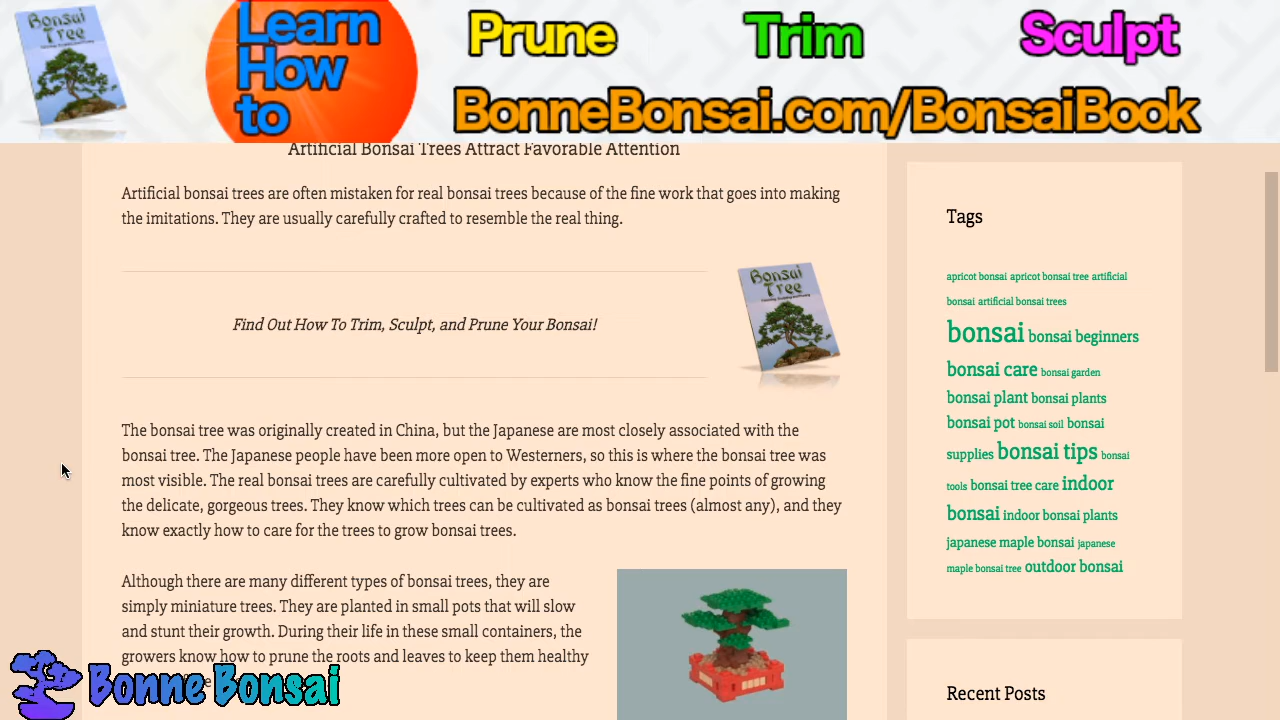 Bonsai
Tree
Learn
How
to
Prune
Trim
Sculpt
BonneBonsai.com/BonsaiBook
Artificial Bonsai Trees Attract Favorable Attention
Artificial bonsai trees are often mistaken for real bonsai trees because of the fine work that goes into making
the imitations. They are usually carefully crafted to resemble the real thing.
Find Out How To Trim, Sculpt, and Prune Your Bonsai!
Bonsai
Tree
The bonsai tree was originally created in China, but the Japanese are most closely associated with the
bonsai tree. The Japanese people have been more open to Westerners, so this is where the bonsai tree was
most visible. The real bonsai trees are carefully cultivated by experts who know the fine points of growing
the delicate, gorgeous trees. They know which trees can be cultivated as bonsai trees (almost any), and they
know exactly how to care for the trees to grow bonsai trees.
Although there are many different types of bonsai trees, they are
simply miniature trees. They are planted in small pots that will slow
and stunt their growth. During their life in these small containers, the
growers know how to prune the roots and leaves to keep them healthy
Bonne Bonsai
Tags
apricot bonsai apricot bonsai tree artificial
bonsai artificial bonsai trees
bonsai bonsai beginners
bonsai care bonsai garden
bonsai plant bonsai plants
bonsai pot bonsai soil bonsai
supplies bonsai tips bonsai
tools bonsai tree care indoor
bonsai indoor bonsai plants
japanese maple bonsai japanese
maple bonsai tree outdoor bonsai
Recent Posts